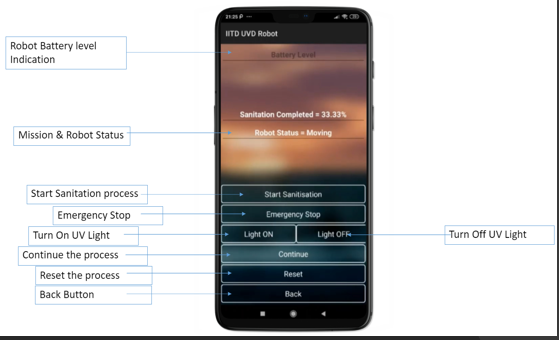 21:25
IITD UVD Robot
Robot Battery level
Indication
Battery Level
Sanitation Completed = 33.33%
Mission & Robot Status
Robot Status = Moving
Start Sanitation process
Start Sanitisation
Emergency Stop
Emergency Stop
Turn On UV Light
Light ON
Light OFF
Turn Off UV Light
Continue the process
Continue
Reset the process
Reset
Back Button
Back